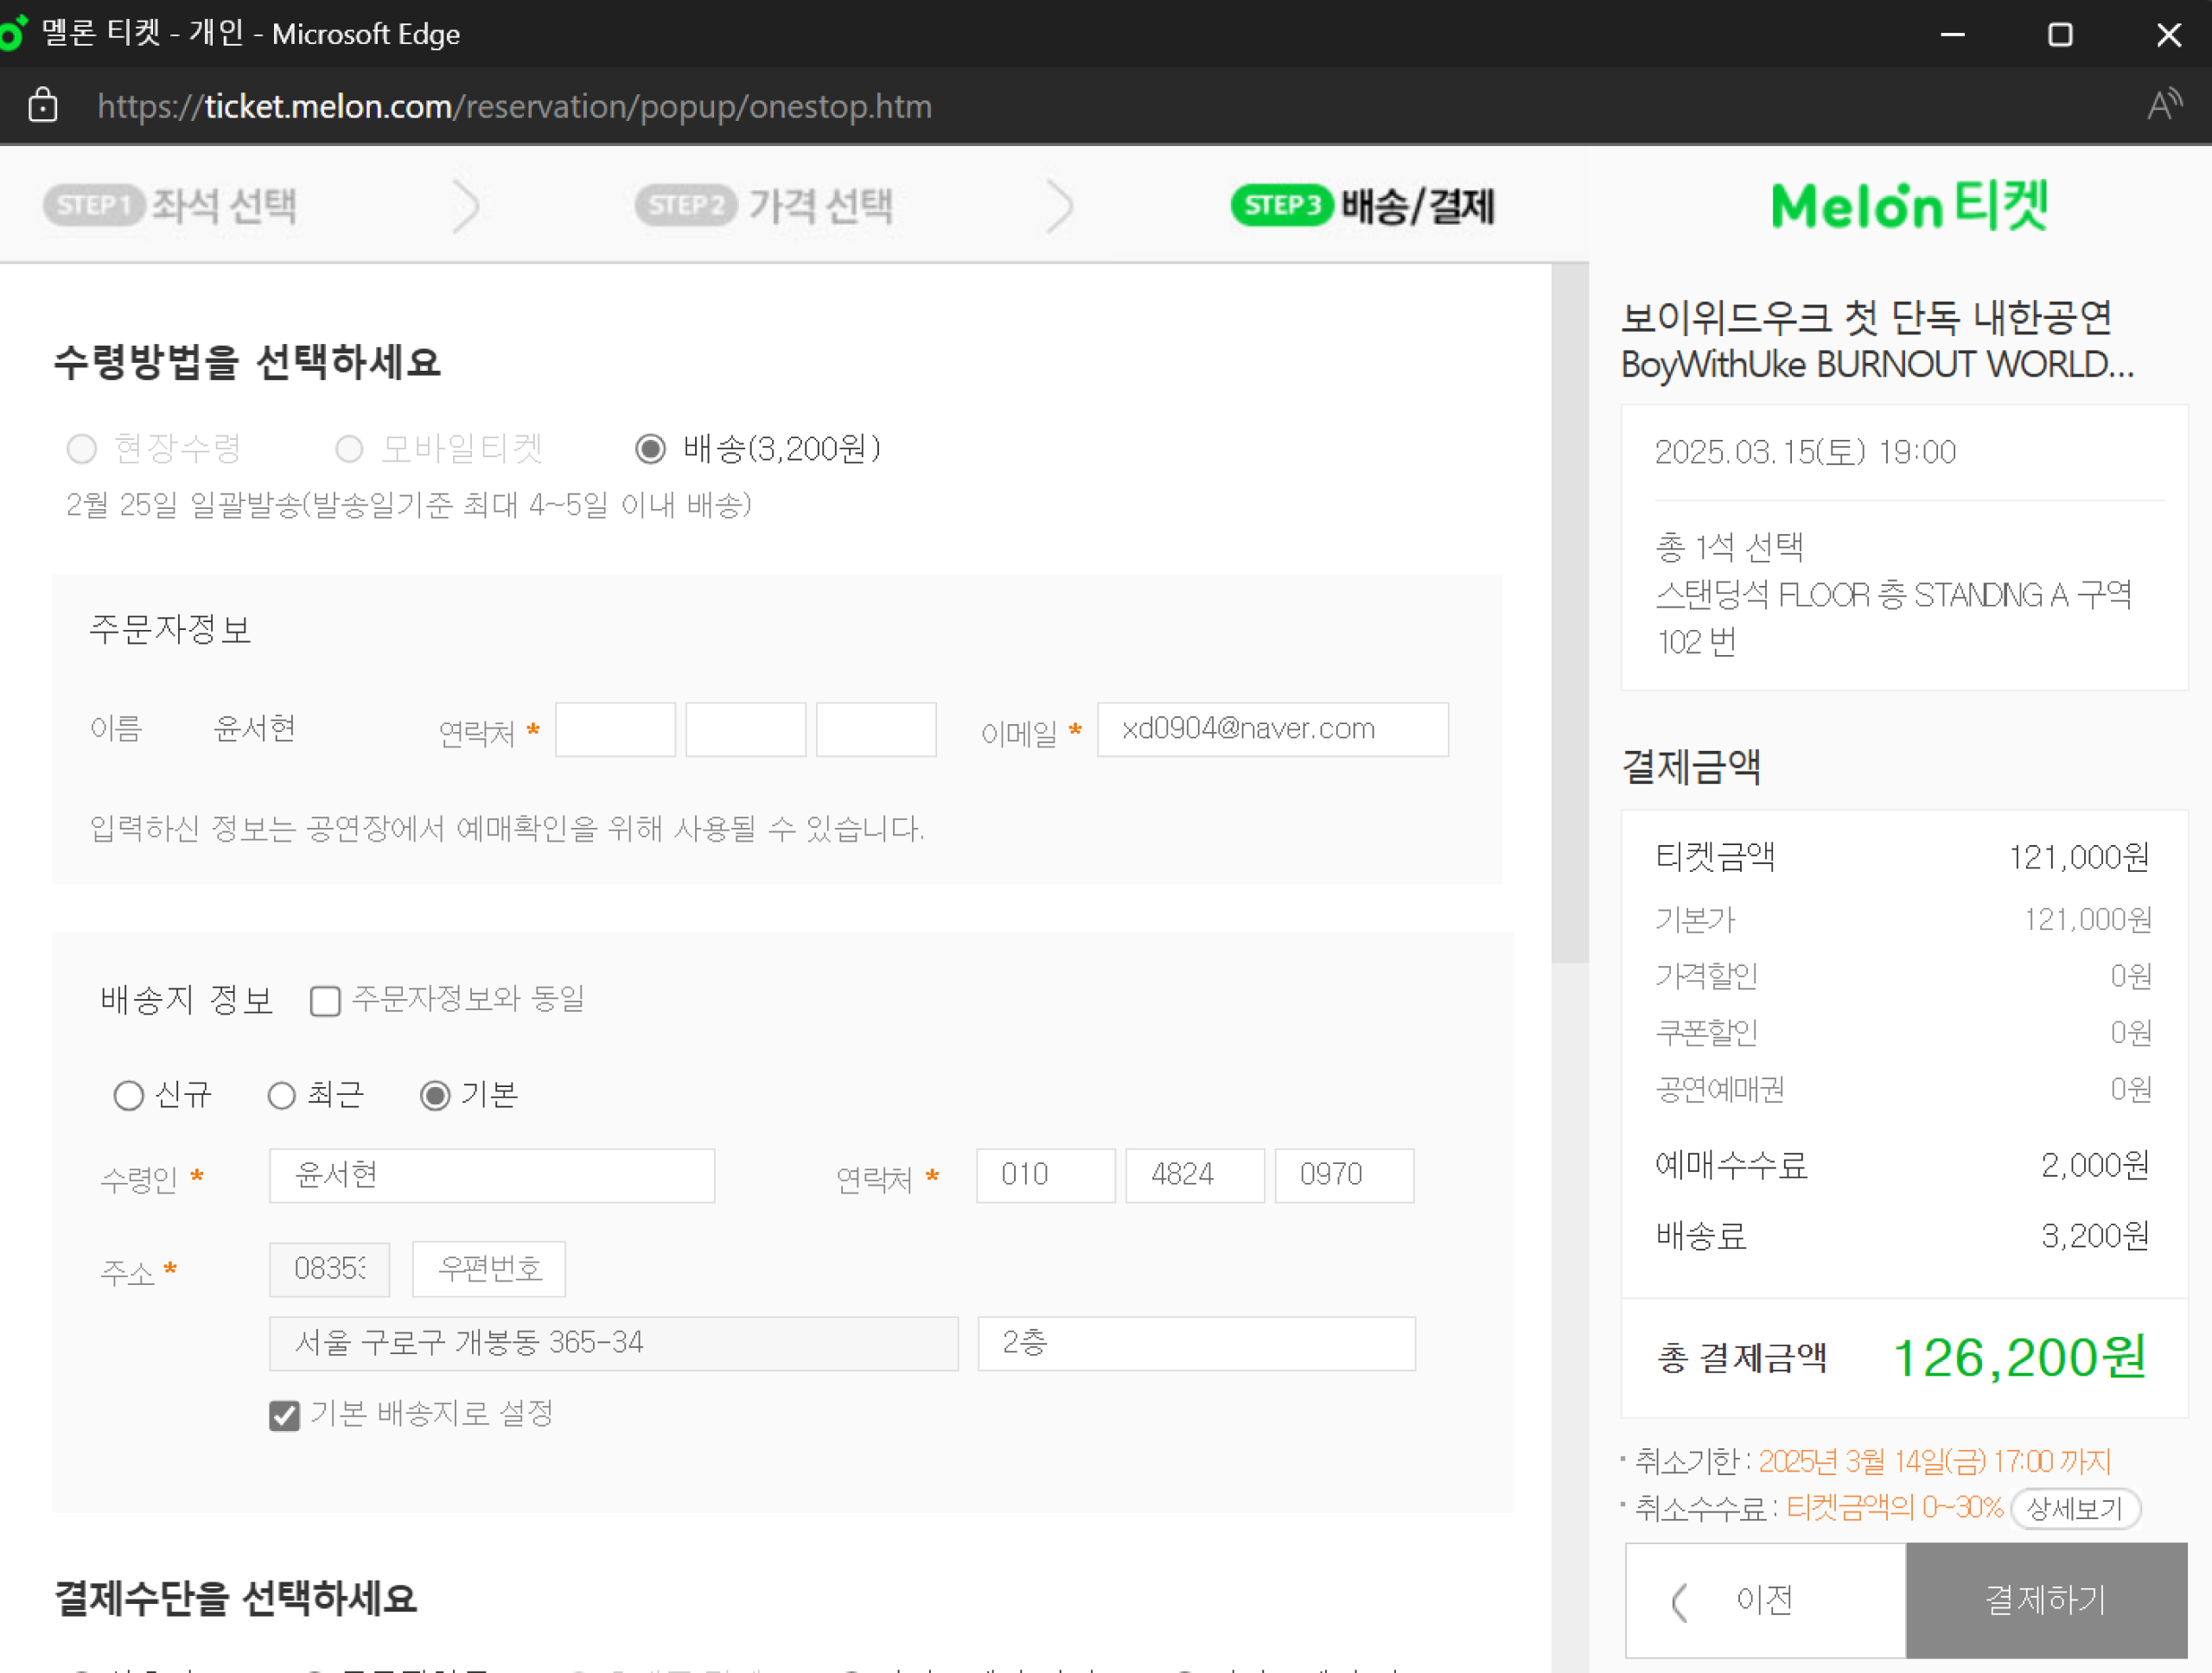 멜론 티켓 - 개인 - Microsoft Edge
https://ticket.melon.com/reservation/popup/onestop.htm
STEP 1 좌석 선택
STEP 2 가격 선택
STEP 3 배송/결제
Melon 티켓
수령방법을 선택하세요
현장수령 모바일티켓 배송(3,200원)
2월 25일 일괄발송(발송일기준 최대 4~5일 이내 배송)
주문자정보
이름 윤서현 연락처 * 이메일 * xd0904@naver.com
입력하신 정보는 공연장에서 예매확인을 위해 사용될 수 있습니다.
배송지 정보 주문자정보와 동일
신규 최근 기본
수령인 * 윤서현 연락처 * 010 4824 0970
주소 * 08353 우편번호
서울 구로구 개봉동 365-34 2층
기본 배송지로 설정
결제수단을 선택하세요
보이위드우크 첫 단독 내한공연
BoyWithUke BURNOUT WORLD...
2025.03.15(토) 19:00
총 1석 선택
스탠딩석 FLOOR 층 STANDING A 구역
102 번
결제금액
티켓금액 121,000원
기본가 121,000원
가격할인 0원
쿠폰할인 0원
공연예매권 0원
예매수수료 2,000원
배송료 3,200원
총 결제금액 126,200원
취소기한 : 2025년 3월 14일(금) 17:00 까지
취소수수료 : 티켓금액의 0~30% 상세보기
이전 결제하기